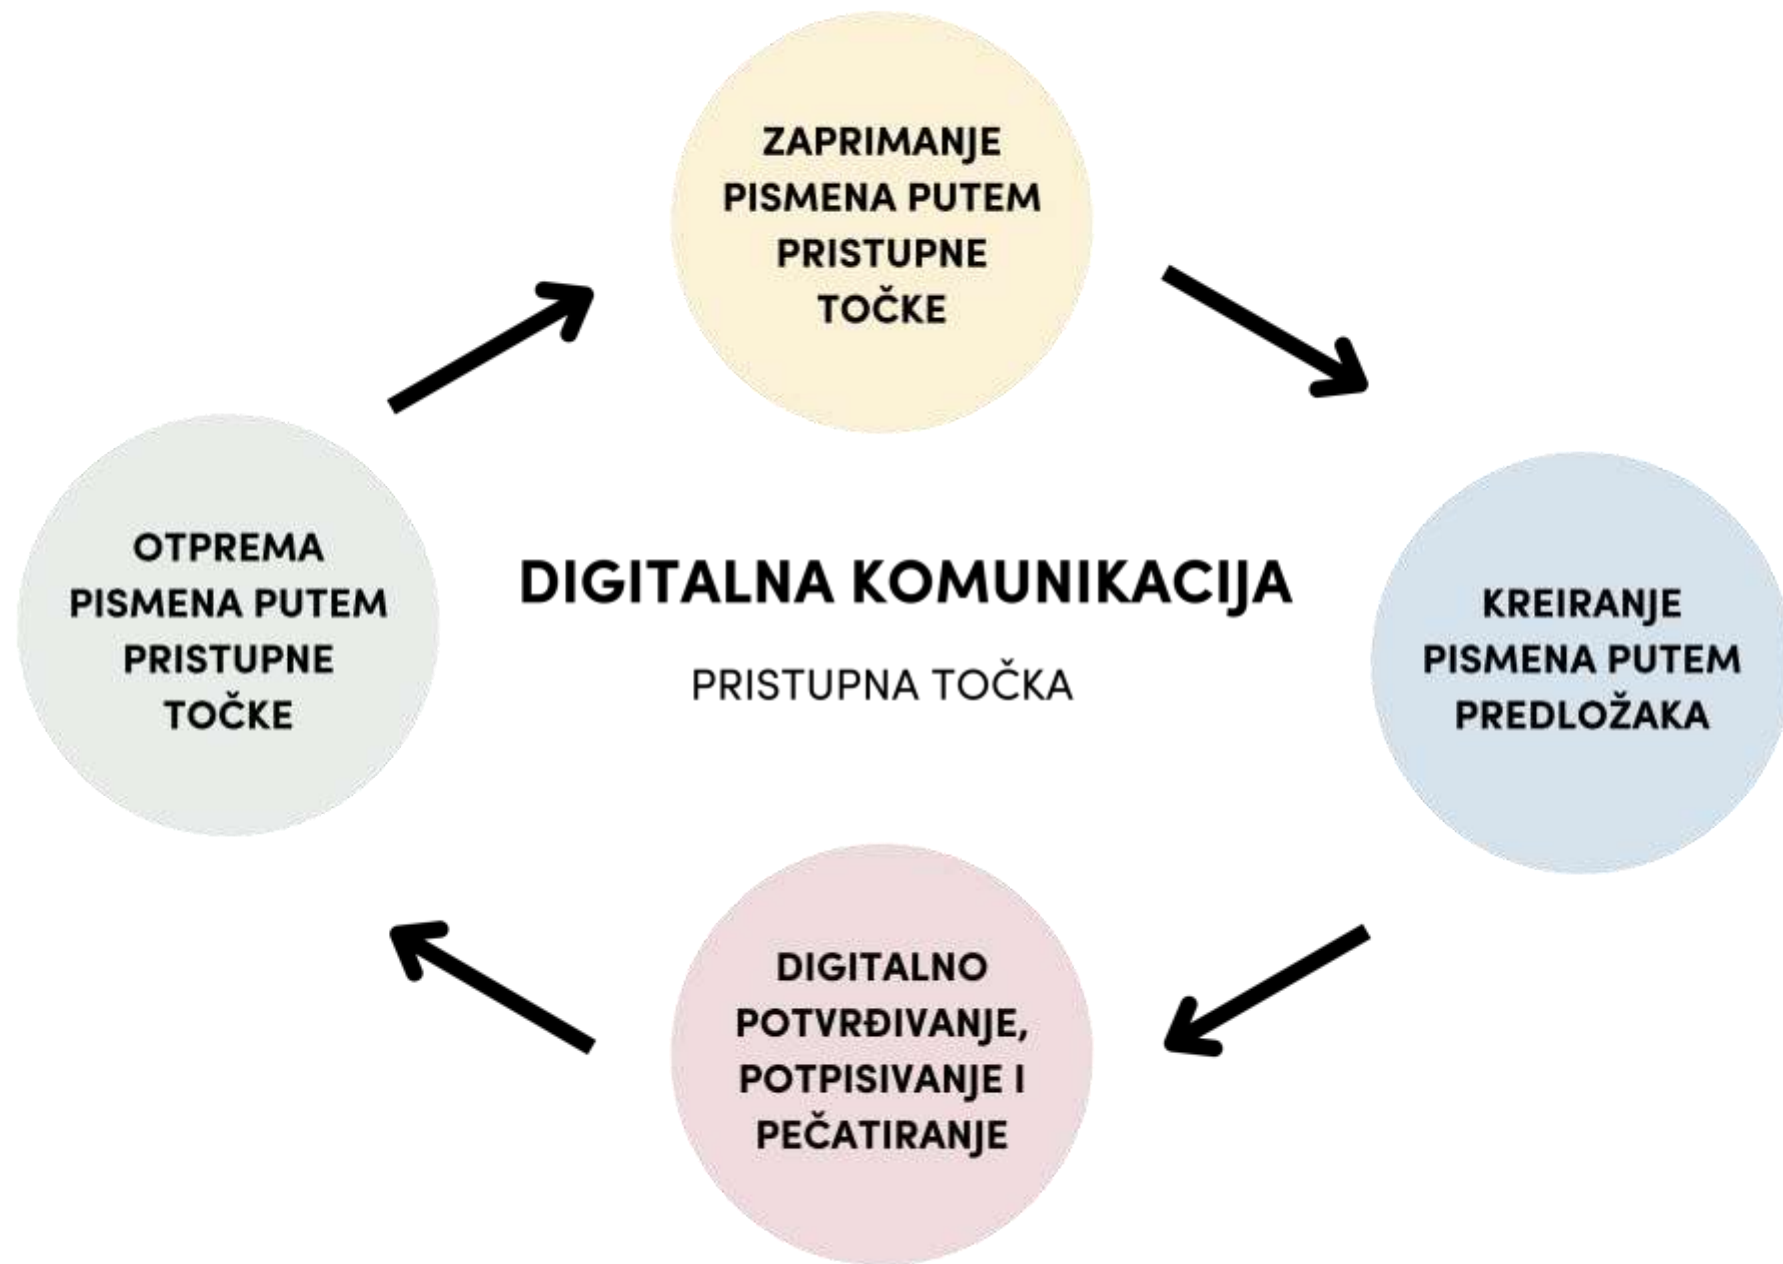 ZAPRIMANJE
PISMENA PUTEM
PRISTUPNE
TOČKE
OTPREMA
PISMENA PUTEM
PRISTUPNE
TOČKE
DIGITALNA KOMUNIKACIJA
PRISTUPNA TOČKA
KREIRANJE
PISMENA PUTEM
PREDLOŽAKA
DIGITALNO
POTVRĐIVANJE,
POTPISIVANJE I
PEČATIRANJE